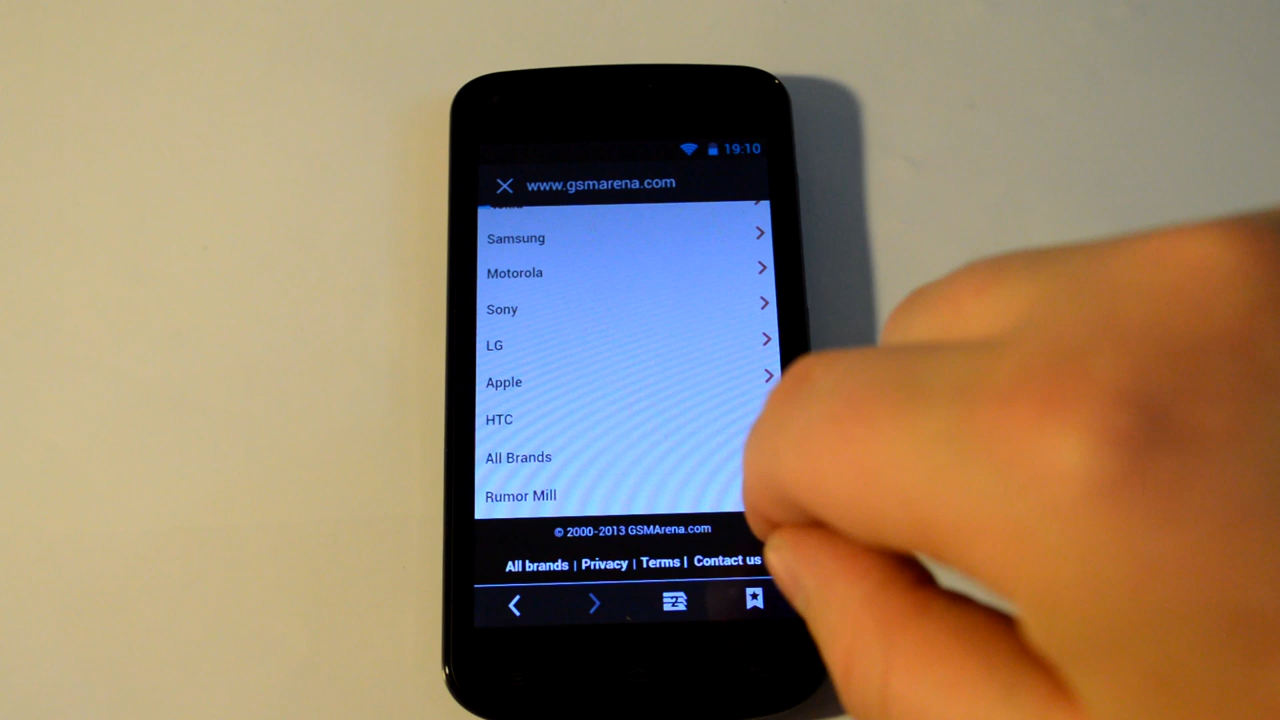 19:10
www.gsmarena.com
Samsung
Motorola
Sony
LG
Apple
HTC
All Brands
Rumor Mill
© 2000-2013 GSMArena.com
All brands | Privacy | Terms | Contact us
2